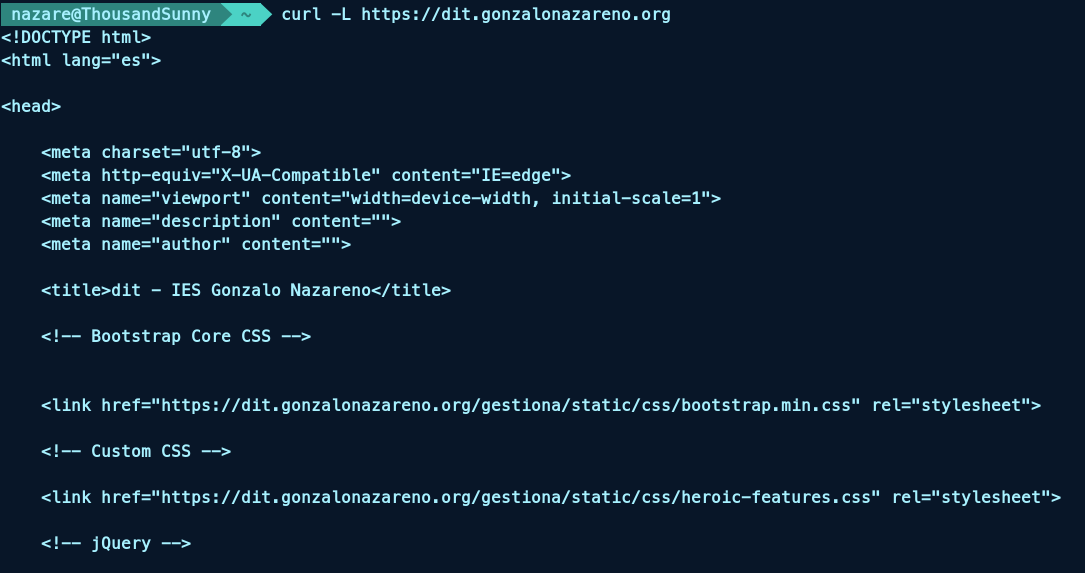 nazare@ThousandSunny ~ curl -L https://dit.gonzalonazareno.org
<!DOCTYPE html>
<html lang="es">
<head>
<meta charset="utf-8">
<meta http-equiv="X-UA-Compatible" content="IE=edge">
<meta name="viewport" content="width=device-width, initial-scale=1">
<meta name="description" content="">
<meta name="author" content="">
<title>dit - IES Gonzalo Nazareno</title>
<!-- Bootstrap Core CSS -->
<link href="https://dit.gonzalonazareno.org/gestiona/static/css/bootstrap.min.css" rel="stylesheet">
<!-- Custom CSS -->
<link href="https://dit.gonzalonazareno.org/gestiona/static/css/heroic-features.css" rel="stylesheet">
<!-- jQuery -->